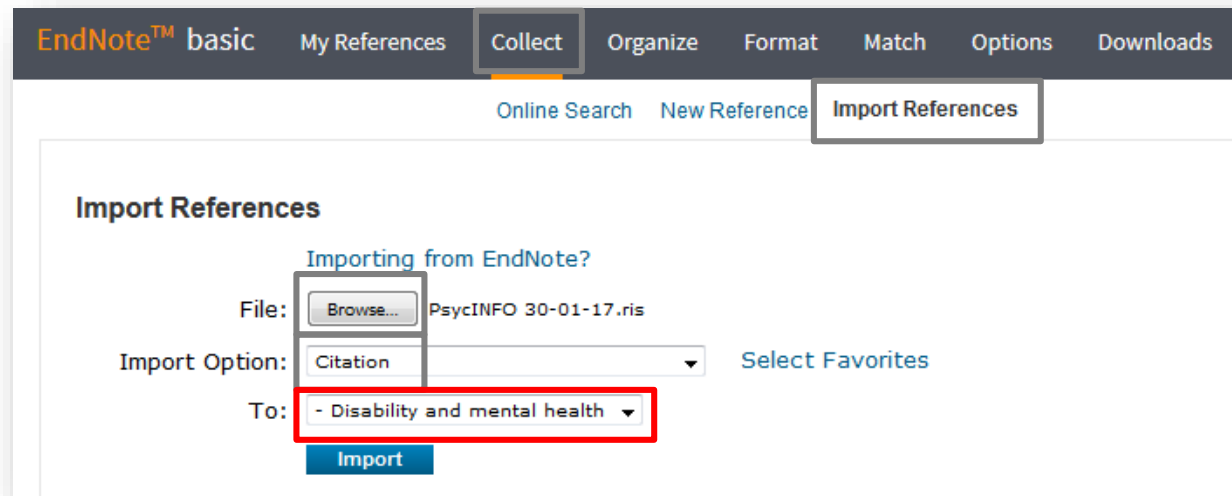 EndNote™ basic My References Collect Organize Format Match Options Downloads
Online Search New Reference Import References
Import References
Importing from EndNote?
File: Browse... PsycINFO 30-01-17.ris
Import Option: Citation Select Favorites
To: - Disability and mental health
Import